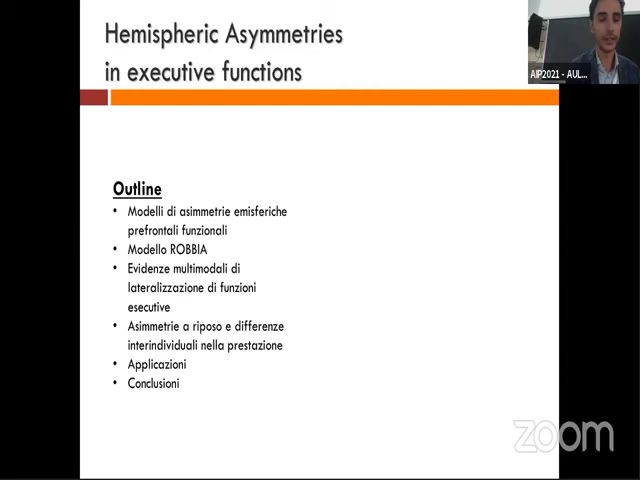 Hemispheric Asymmetries
in executive functions
AIP2021 - AUL...
Outline
• Modelli di asimmetrie emisferiche
prefrontali funzionali
• Modello ROBBIA
• Evidenze multimodali di
lateralizzazione di funzioni
esecutive
• Asimmetrie a riposo e differenze
interindividuali nella prestazione
• Applicazioni
• Conclusioni
zoom